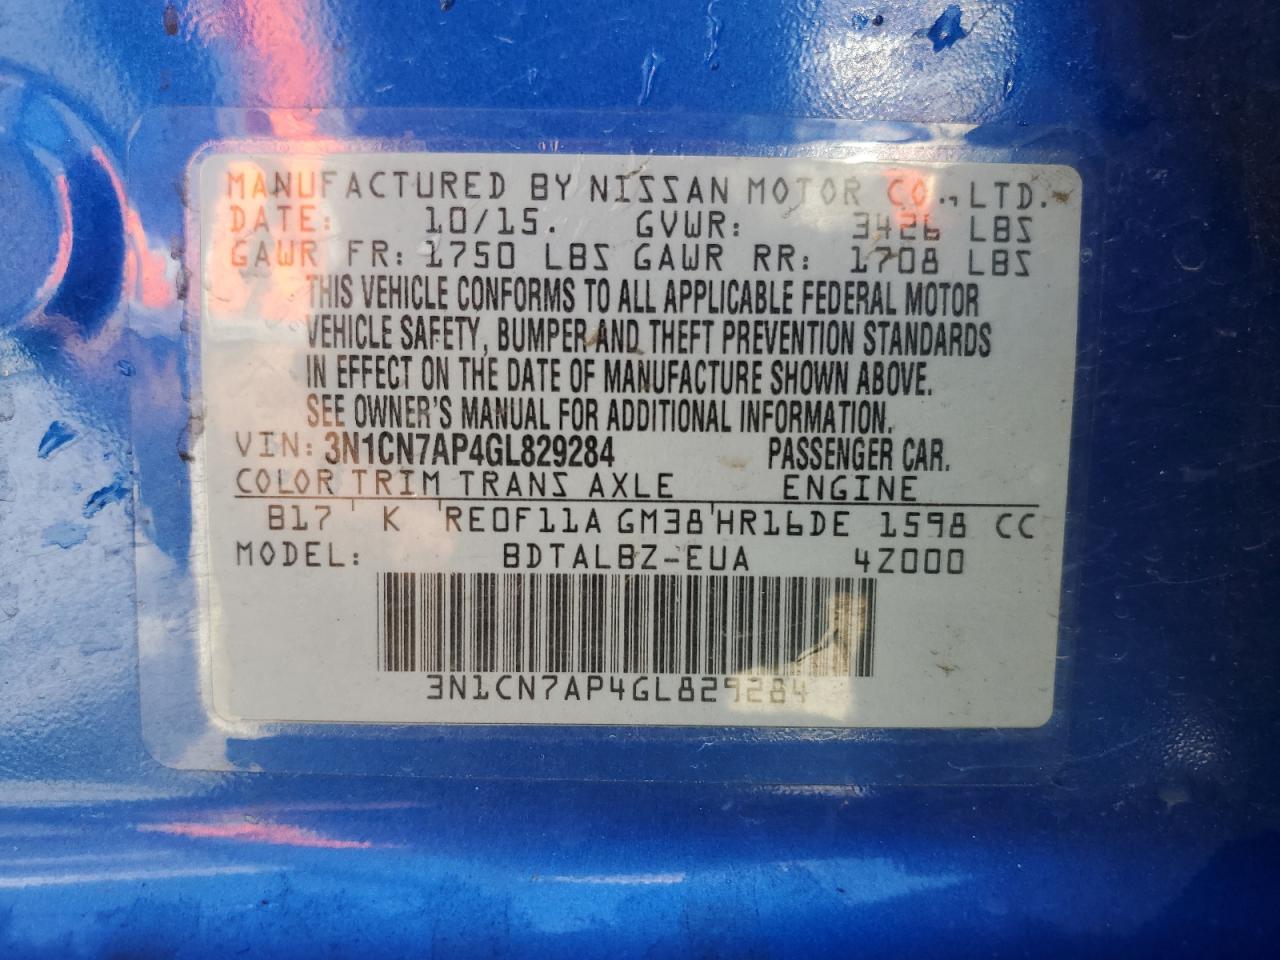 MANUFACTURED BY NISSAN MOTOR CO., LTD.
DATE: 10/15. GVWR: 3426 LBS
GAWR FR: 1750 LBS GAWR RR: 1708 LBS
THIS VEHICLE CONFORMS TO ALL APPLICABLE FEDERAL MOTOR
VEHICLE SAFETY, BUMPER AND THEFT PREVENTION STANDARDS
IN EFFECT ON THE DATE OF MANUFACTURE SHOWN ABOVE.
SEE OWNER'S MANUAL FOR ADDITIONAL INFORMATION.
VIN: 3N1CN7AP4GL829284 PASSENGER CAR.
COLOR TRIM TRANS AXLE ENGINE
B17 ' K ' RE0F11A GM38 ' HR16DE 1598 CC
MODEL: BDTALBZ-EUA 4Z000
3N1CN7AP4GL829284